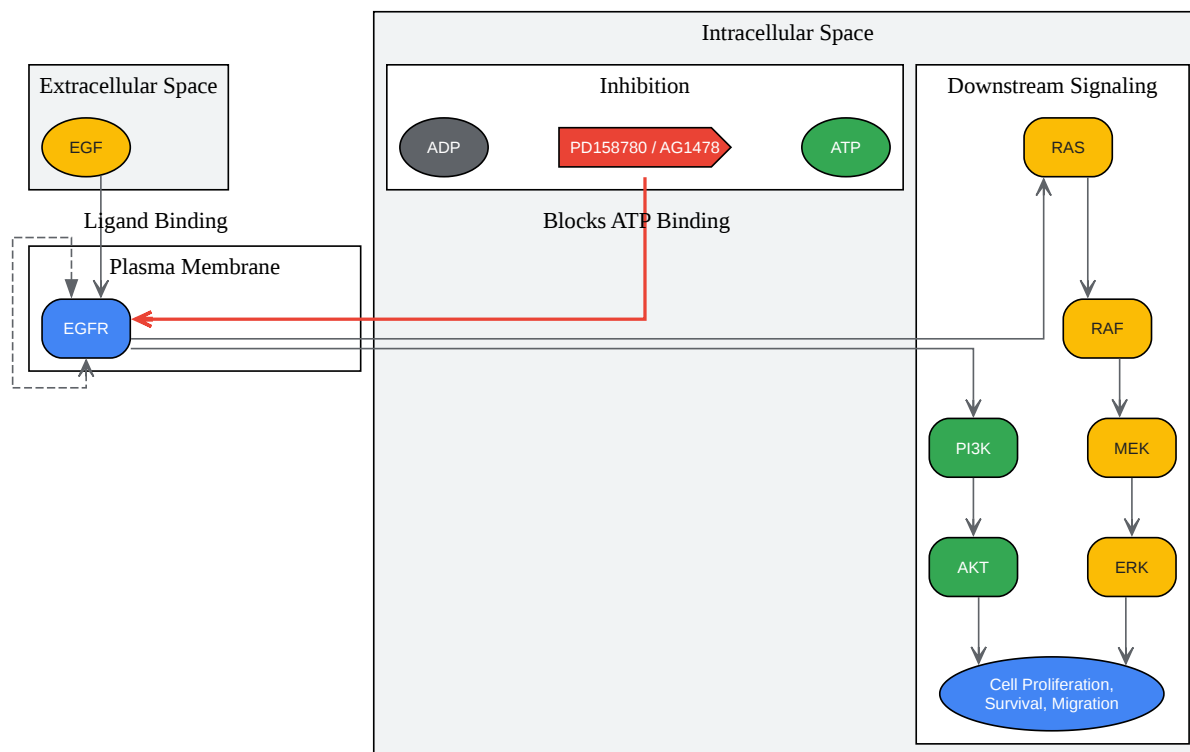 Intracellular Space
Extracellular Space
Inhibition
Downstream Signaling
EGF
ADP
PD158780 / AG1478
ATP
RAS
Ligand Binding
Blocks ATP Binding
Plasma Membrane
EGFR
RAF
PI3K
MEK
AKT
ERK
Cell Proliferation,
Survival, Migration